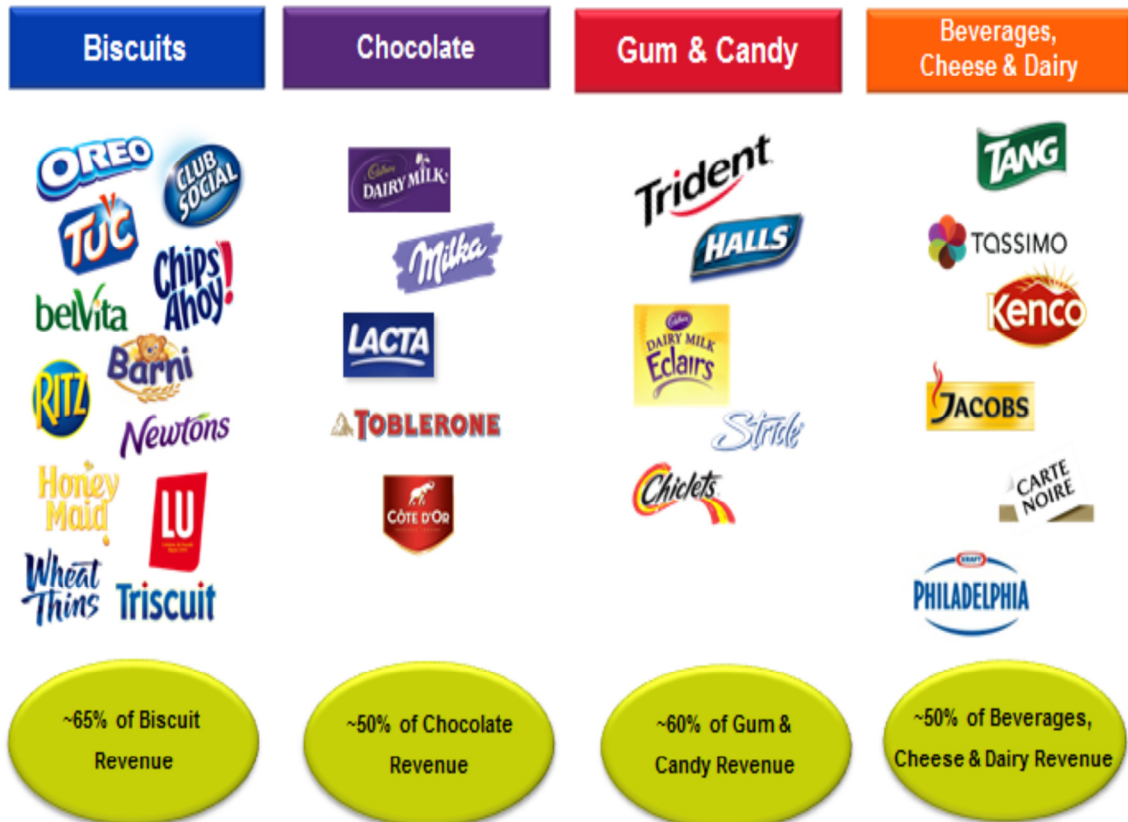 Biscuits
Chocolate
Gum & Candy
Beverages,
Cheese & Dairy
OREO
CLUB
SOCIAL
TUC
Chips
Ahoy!
belVita
Barni
RITZ
Newtons
Honey
Maid
LU
Wheat
Thins
Triscuit
Cadbury
DAIRY MILK
Milka
LACTA
TOBLERONE
CÔTE D'OR
Trident
HALLS
Cadbury
DAIRY MILK
Eclairs
Stride
Chiclets
TANG
TASSIMO
Kenco
JACOBS
CARTE
NOIRE
KRAFT
PHILADELPHIA
~65% of Biscuit
Revenue
~50% of Chocolate
Revenue
~60% of Gum &
Candy Revenue
~50% of Beverages,
Cheese & Dairy Revenue